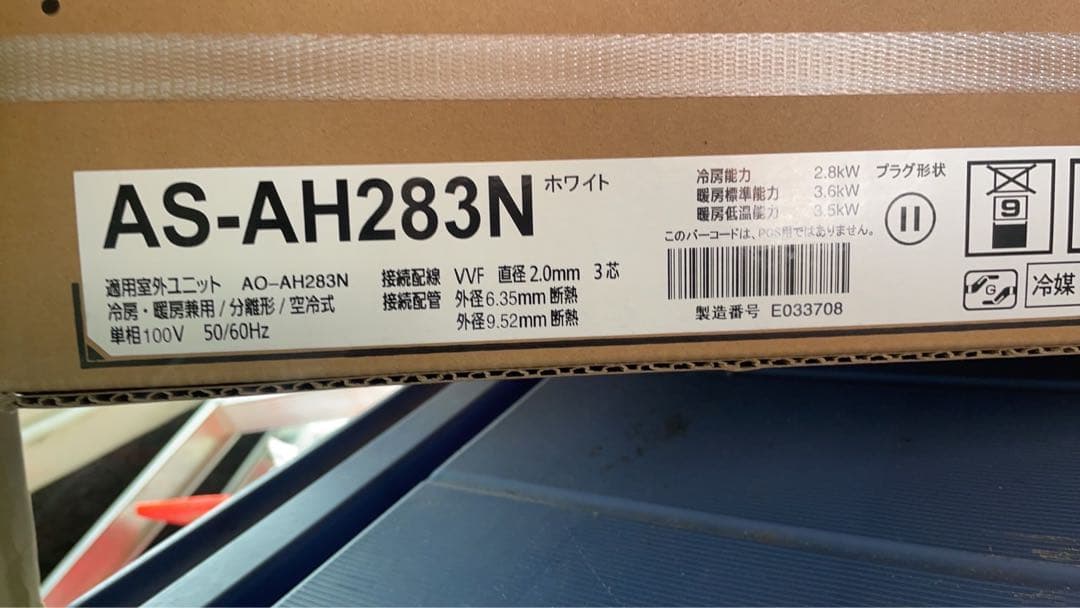 AS-AH283N ホワイト
適用室外ユニット AO-AH283N
冷房・暖房兼用/分離形/空冷式
単相100V 50/60Hz
接続配線 VVF 直径2.0mm 3芯
接続配管 外径6.35mm 断熱
外径9.52mm 断熱
冷房能力 2.8kW
暖房標準能力 3.6kW
暖房低温能力 3.5kW
このバーコードは、POS用ではありません。
製造番号 E033708
プラグ形状
9
G
冷媒